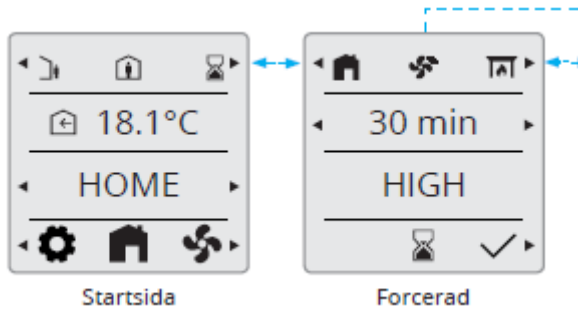 18.1°C
HOME
Startsida
30 min
HIGH
Forcerad